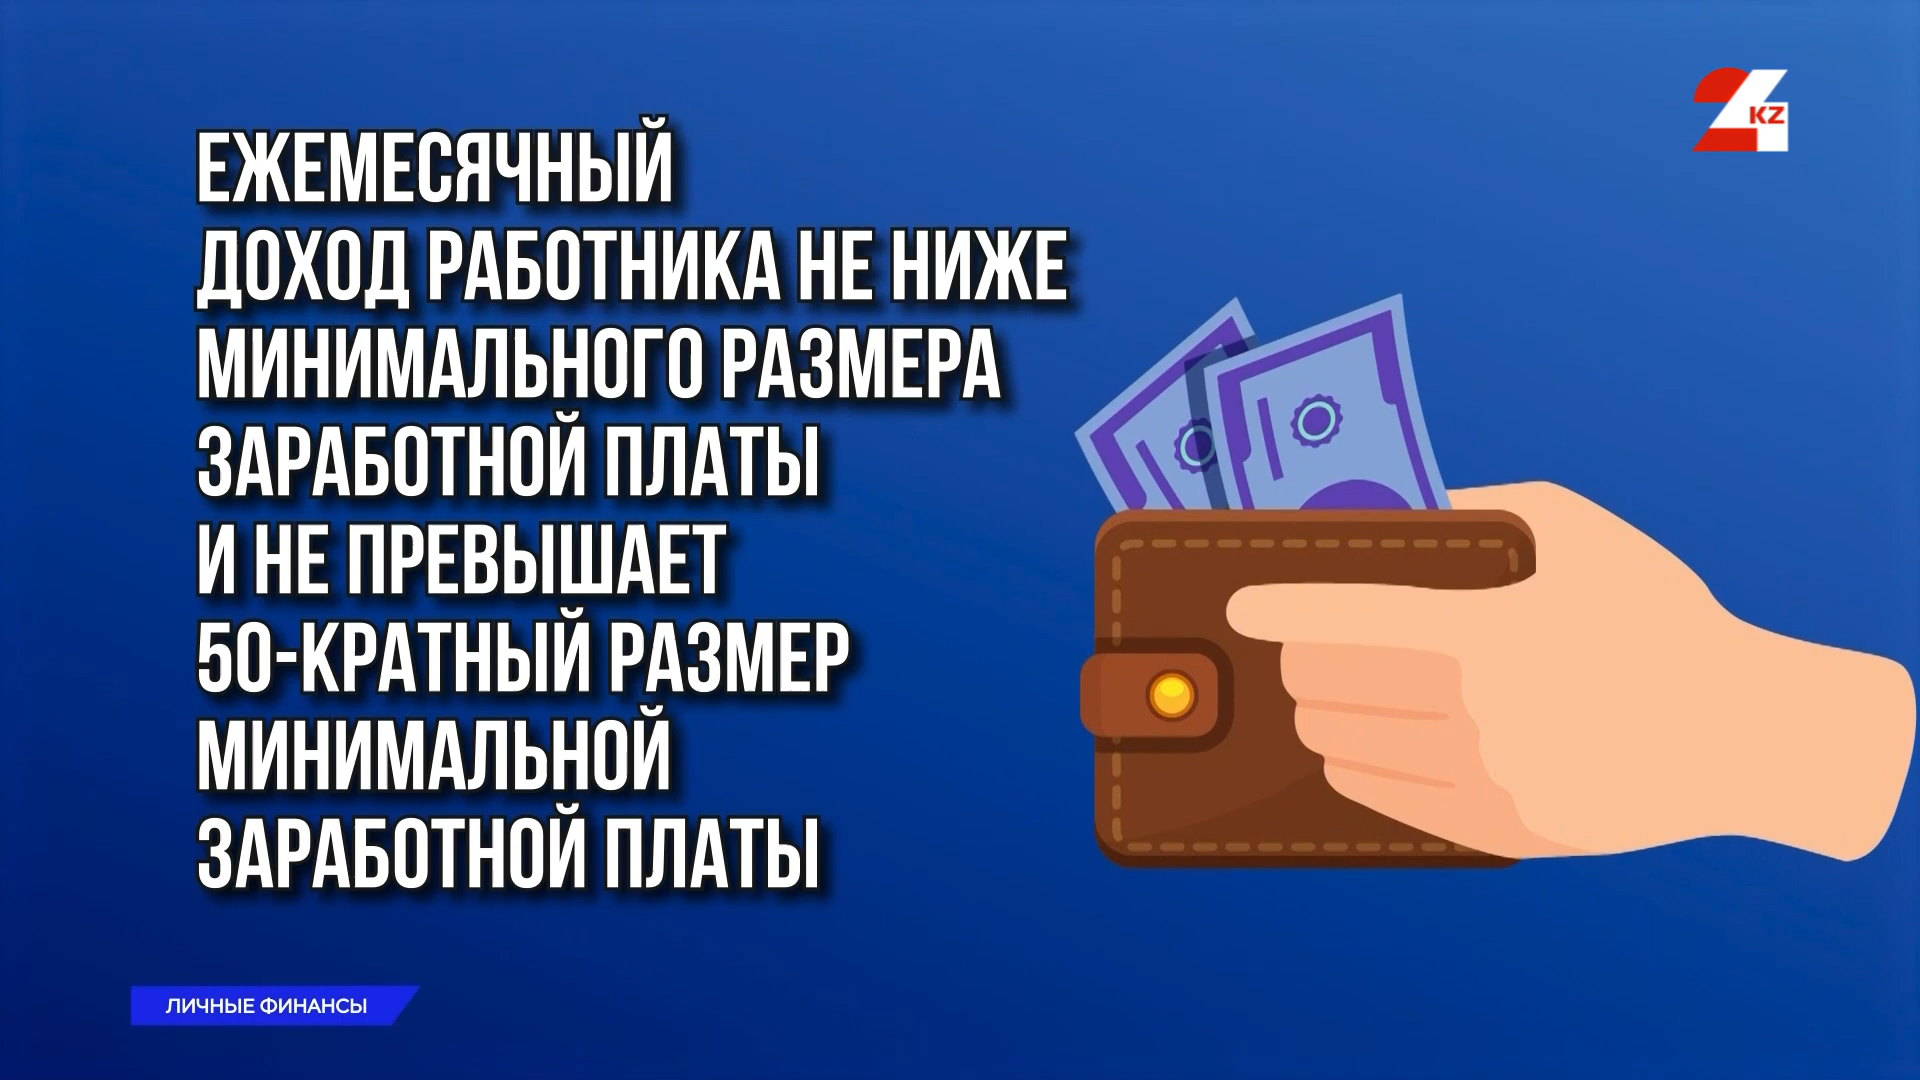 24
KZ
ЕЖЕМЕСЯЧНЫЙ
ДОХОД РАБОТНИКА НЕ НИЖЕ
МИНИМАЛЬНОГО РАЗМЕРА
ЗАРАБОТНОЙ ПЛАТЫ
И НЕ ПРЕВЫШАЕТ
50-КРАТНЫЙ РАЗМЕР
МИНИМАЛЬНОЙ
ЗАРАБОТНОЙ ПЛАТЫ
ЛИЧНЫЕ ФИНАНСЫ